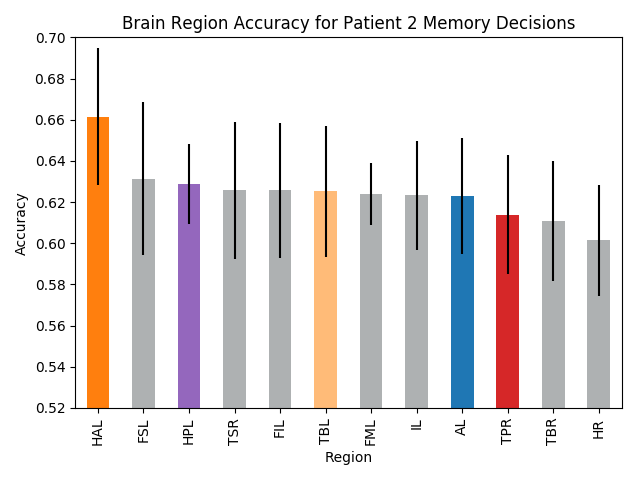 Brain Region Accuracy for Patient 2 Memory Decisions
0.70
0.68
0.66
0.64
0.62
0.60
0.58
0.56
0.54
0.52
Accuracy
HAL
FSL
HPL
TSR
FIL
TBL
FML
IL
AL
TPR
TBR
HR
Region